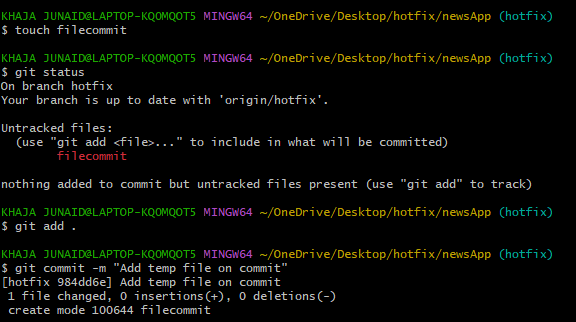 KHAJA JUNAID@LAPTOP-KQOMQOT5 MINGW64 ~/OneDrive/Desktop/hotfix/newsApp (hotfix)
$ touch filecommit
KHAJA JUNAID@LAPTOP-KQOMQOT5 MINGW64 ~/OneDrive/Desktop/hotfix/newsApp (hotfix)
$ git status
On branch hotfix
Your branch is up to date with 'origin/hotfix'.
Untracked files:
(use "git add <file>..." to include in what will be committed)
filecommit
nothing added to commit but untracked files present (use "git add" to track)
KHAJA JUNAID@LAPTOP-KQOMQOT5 MINGW64 ~/OneDrive/Desktop/hotfix/newsApp (hotfix)
$ git add .
KHAJA JUNAID@LAPTOP-KQOMQOT5 MINGW64 ~/OneDrive/Desktop/hotfix/newsApp (hotfix)
$ git commit -m "Add temp file on commit"
[hotfix 984dd6e] Add temp file on commit
1 file changed, 0 insertions(+), 0 deletions(-)
create mode 100644 filecommit